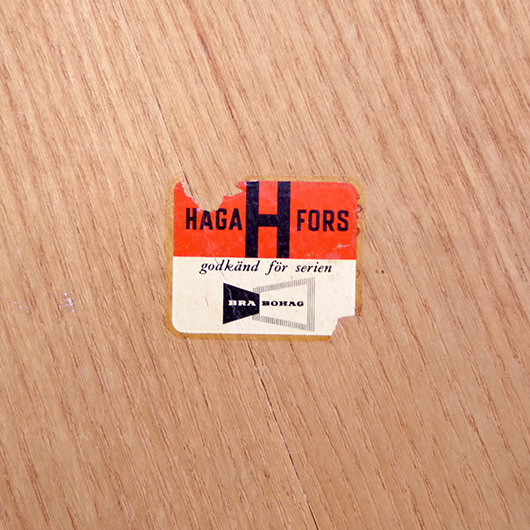 HAGA H FORS
godkänd för serien
BRA BOHAG